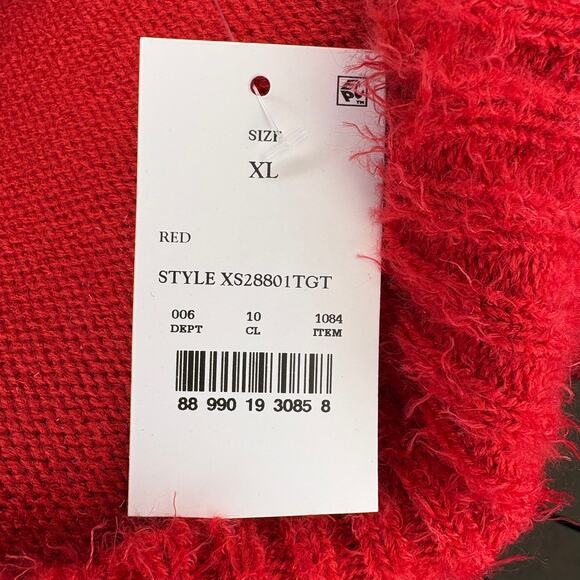 SIZE
XL
RED
STYLE XS28801TGT
006 10 1084
DEPT CL ITEM
88 990 19 3085 8